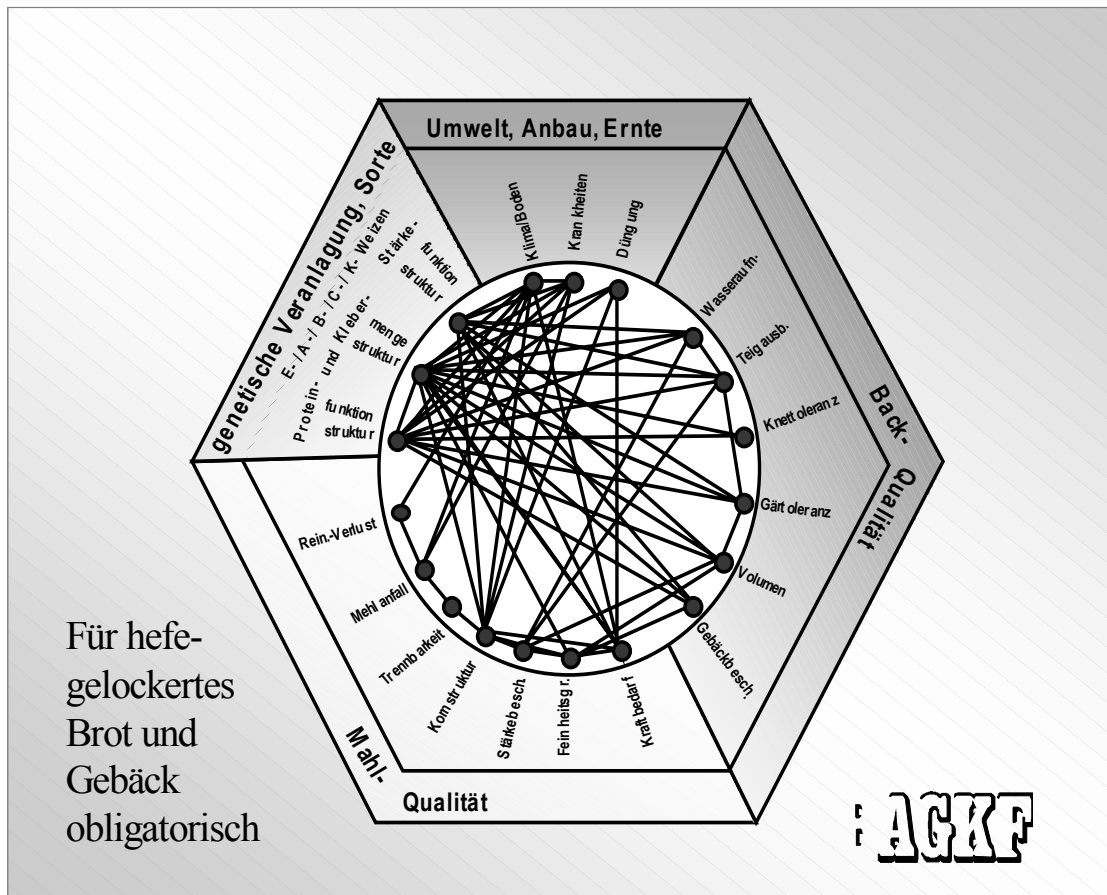 Umwelt, Anbau, Ernte
genetische Veranlagung, Sorte
E-/A-/B-/C-/K-Weizen
Stärke-
funktion
struktur
Protein- und Kleber-
menge
struktur
funktion
struktur
Klima/Boden
Krankheiten
Düngung
Wasseraufn.
Teigausb.
Knettoleranz
Gärtoleranz
Volumen
Gebäckbesch.
Back-
Qualität
Rein.-Verlust
Mehlanfall
Trennbarkeit
Kornstruktur
Stärkebesch.
Feinheitsgr.
Kraftbedarf
Mahl-
Qualität
Für hefe-
gelockertes
Brot und
Gebäck
obligatorisch
AGKF